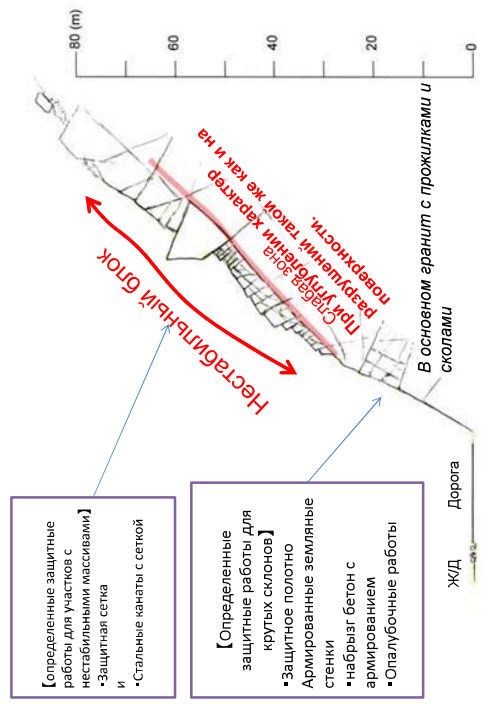 80 (m)
60
40
20
0
Нестабильный блок
Слабая зона
При углублении характер
разрушений такой же как и на
поверхности.
В основном гранит с прожилками и
сколами
Ж/Д
Дорога
【определенные защитные
работы для участков с
нестабильными массивами】
▪Защитная сетка
и
▪Стальные канаты с сеткой
【Определенные
защитные работы для
крутых склонов】
▪Защитное полотно
Армированные земляные
стенки
▪набрызг бетон с
армированием
▪Опалубочные работы